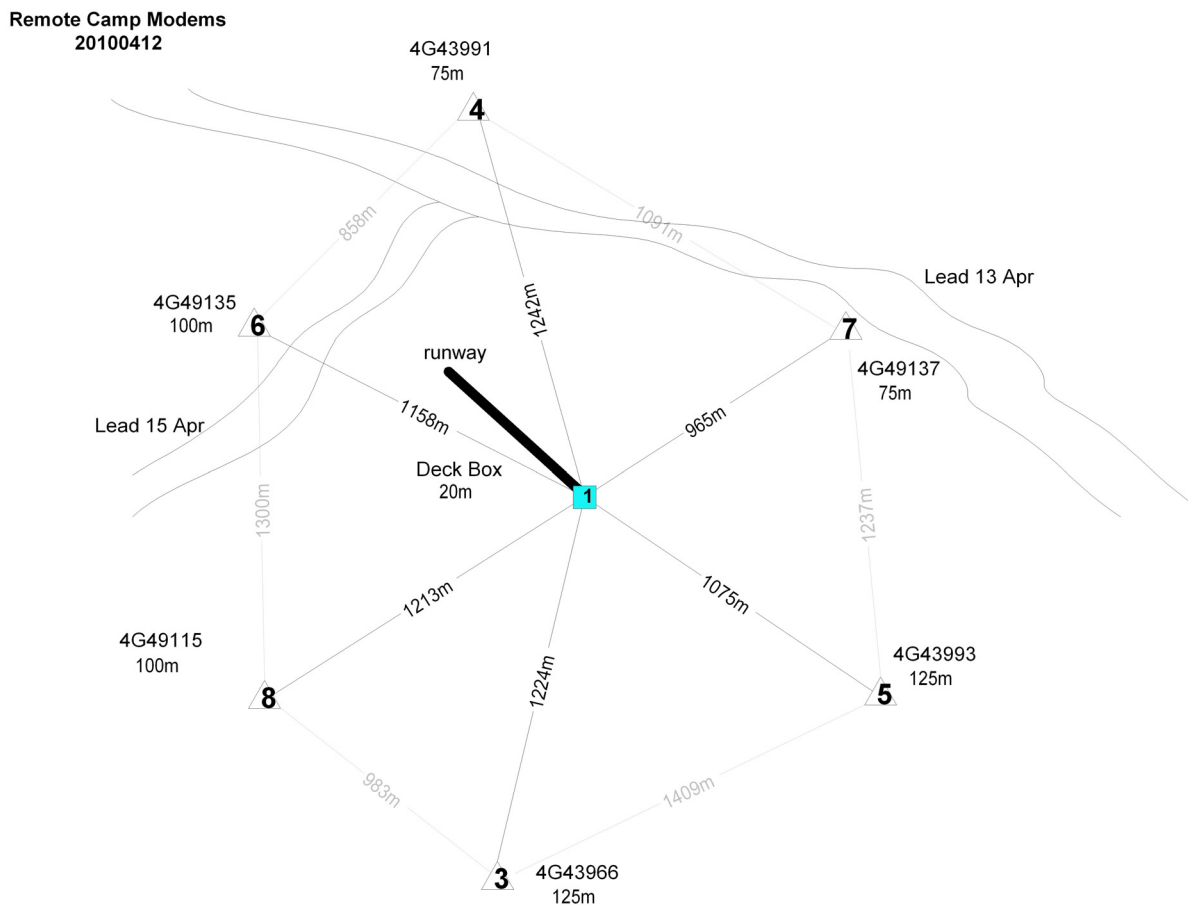 Remote Camp Modems
20100412
4G43991
75m
4
858m
1091m
Lead 13 Apr
4G49135
100m
6
1242m
7
runway
4G49137
75m
1158m
965m
Lead 15 Apr
Deck Box
20m
1
1300m
1237m
1213m
1075m
4G49115
100m
8
1224m
4G43993
125m
5
983m
1409m
3
4G43966
125m